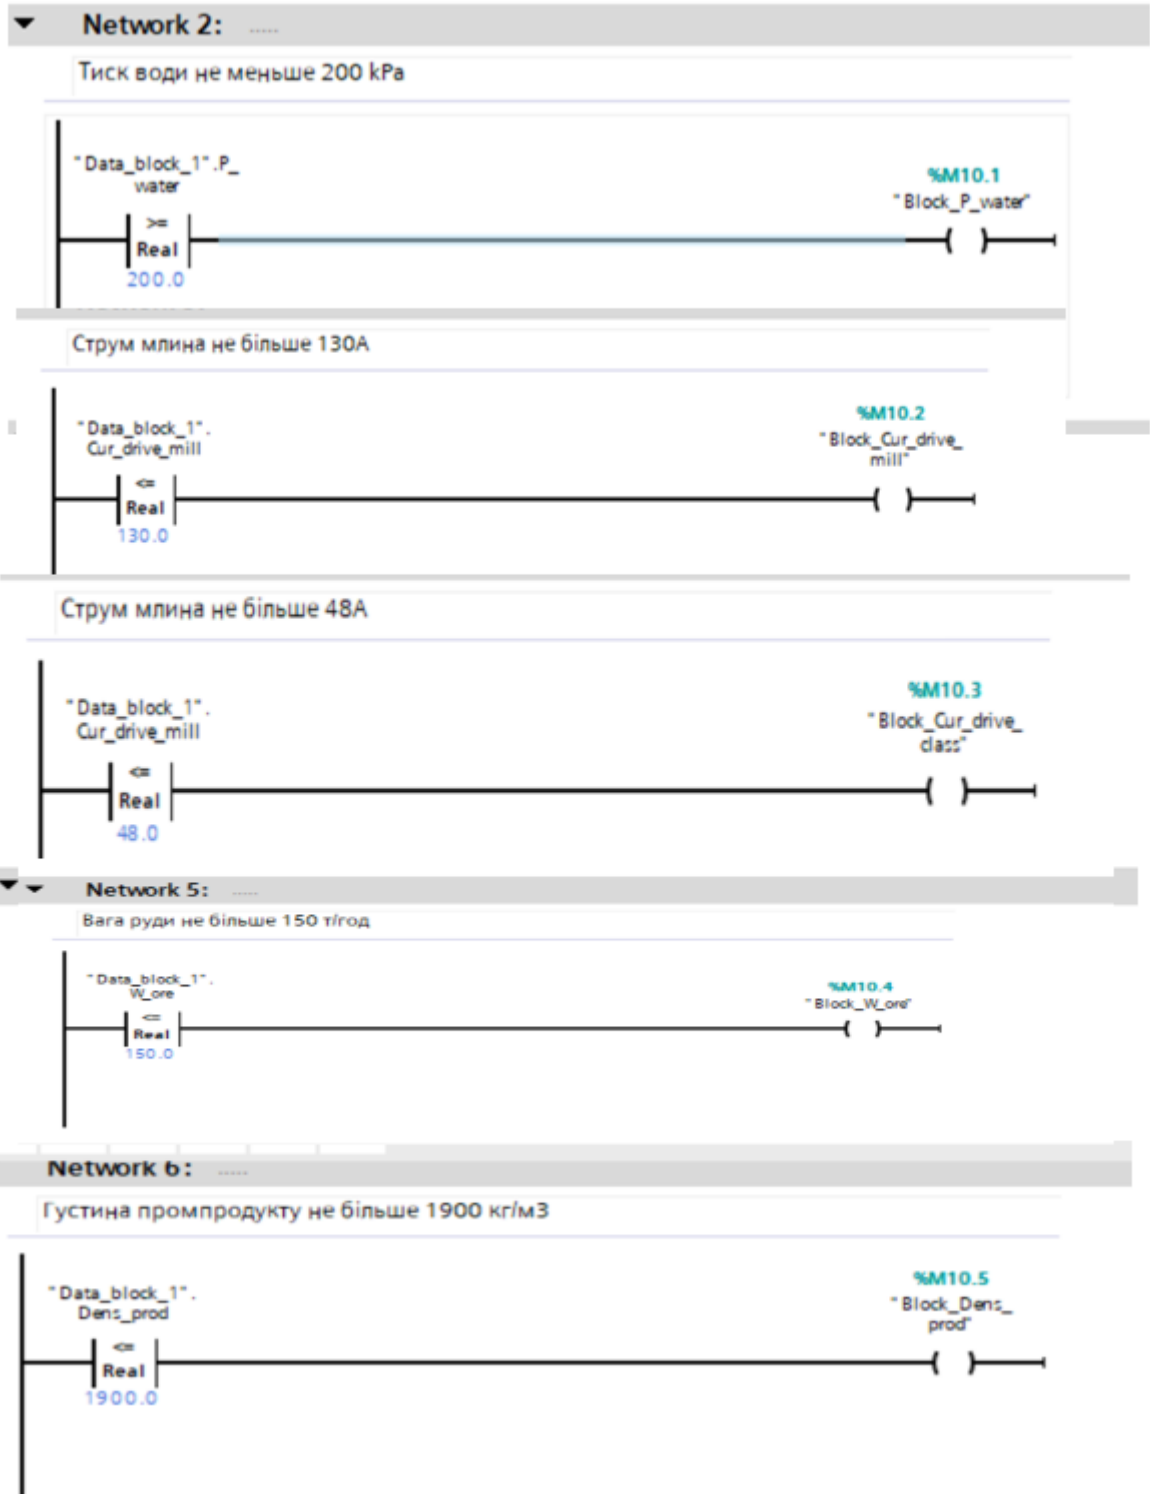 Network 2: .....
Тиск води не меньше 200 kPa
"Data_block_1".P_
water
>=
Real
200.0
%M10.1
"Block_P_water"
Струм млина не більше 130А
"Data_block_1".
Cur_drive_mill
<=
Real
130.0
%M10.2
"Block_Cur_drive_
mill"
Струм млина не більше 48А
"Data_block_1".
Cur_drive_mill
<=
Real
48.0
%M10.3
"Block_Cur_drive_
class"
Network 5: .....
Вага руди не більше 150 т/год
"Data_block_1".
W_ore
<=
Real
150.0
%M10.4
"Block_W_ore"
Network 6: .....
Густина промпродукту не більше 1900 кг/м3
"Data_block_1".
Dens_prod
<=
Real
1900.0
%M10.5
"Block_Dens_
prod"